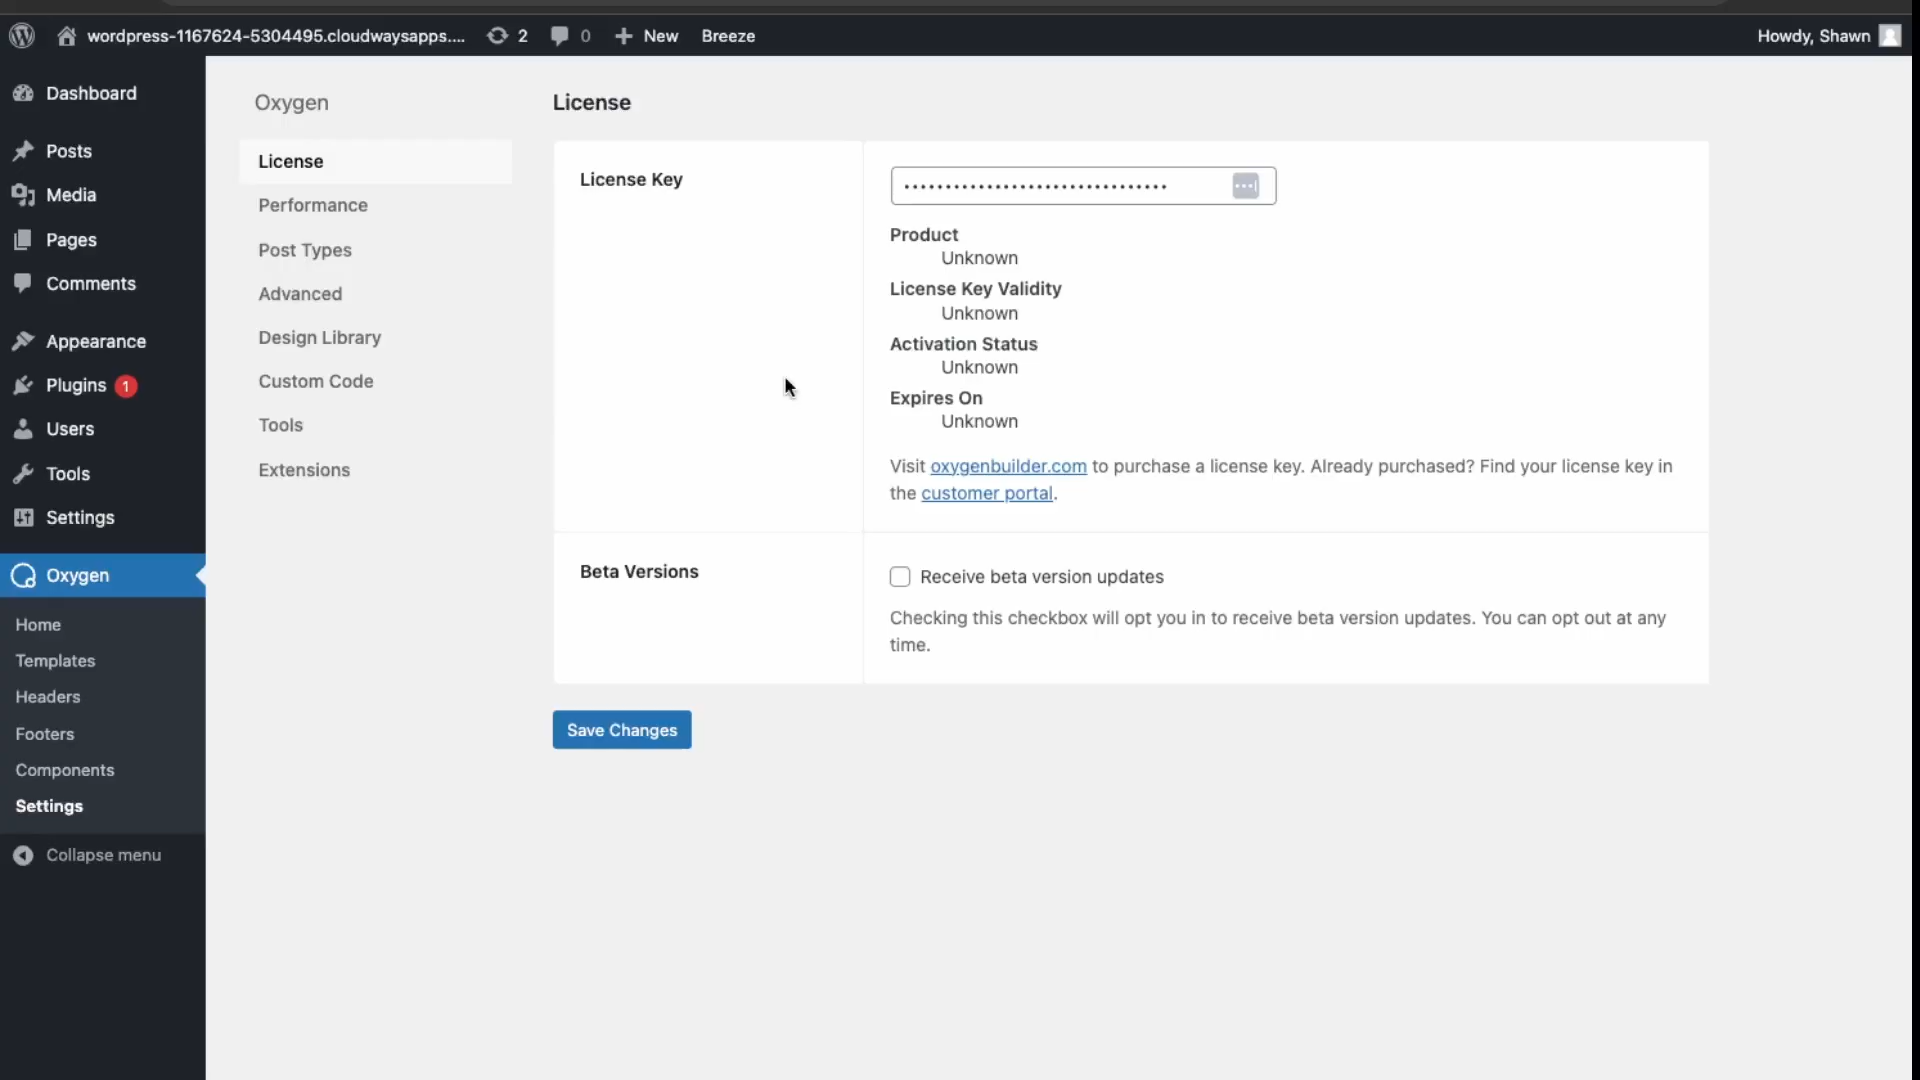 wordpress-1167624-5304495.cloudwaysapps.... 2 0 New Breeze Howdy, Shawn
Dashboard
Posts
Media
Pages
Comments
Appearance
Plugins 1
Users
Tools
Settings
Oxygen
Home
Templates
Headers
Footers
Components
Settings
Collapse menu
Oxygen
License
Performance
Post Types
Advanced
Design Library
Custom Code
Tools
Extensions
License
License Key
Product
Unknown
License Key Validity
Unknown
Activation Status
Unknown
Expires On
Unknown
Visit oxygenbuilder.com to purchase a license key. Already purchased? Find your license key in
the customer portal.
Beta Versions
Receive beta version updates
Checking this checkbox will opt you in to receive beta version updates. You can opt out at any
time.
Save Changes